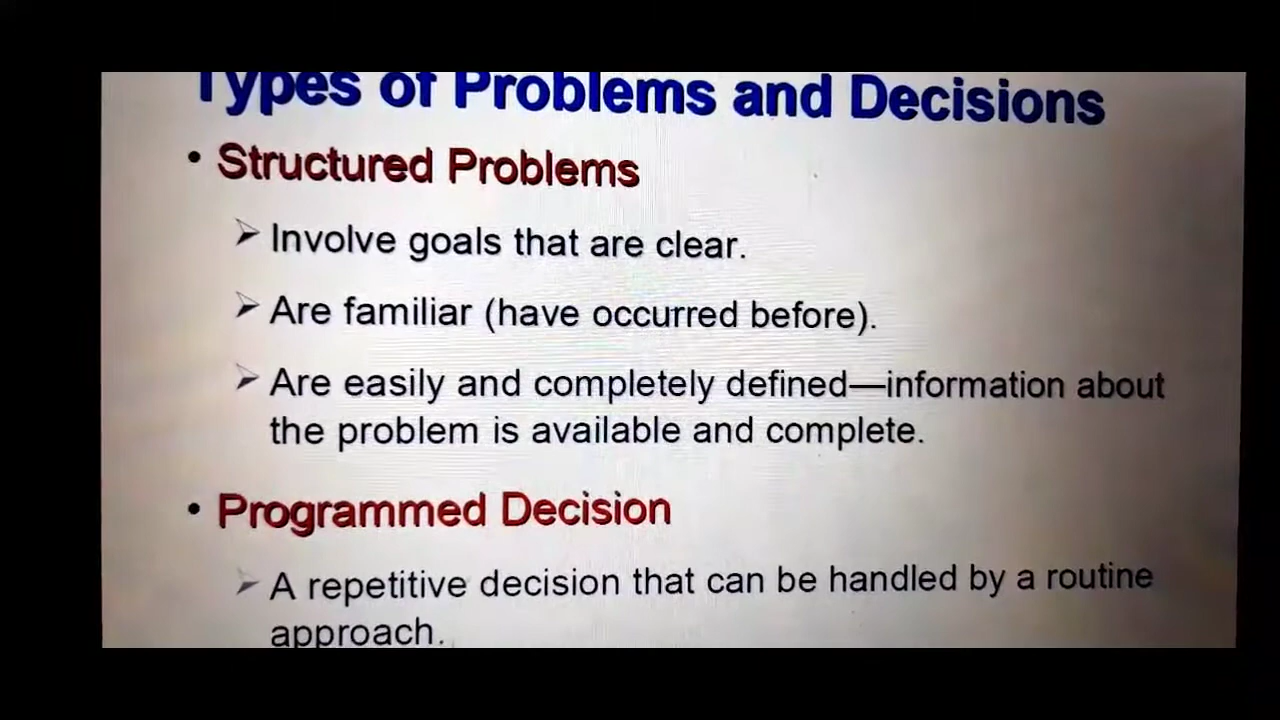 Types of Problems and Decisions
• Structured Problems
➢ Involve goals that are clear.
➢ Are familiar (have occurred before).
➢ Are easily and completely defined—information about
the problem is available and complete.
• Programmed Decision
➢ A repetitive decision that can be handled by a routine
approach.